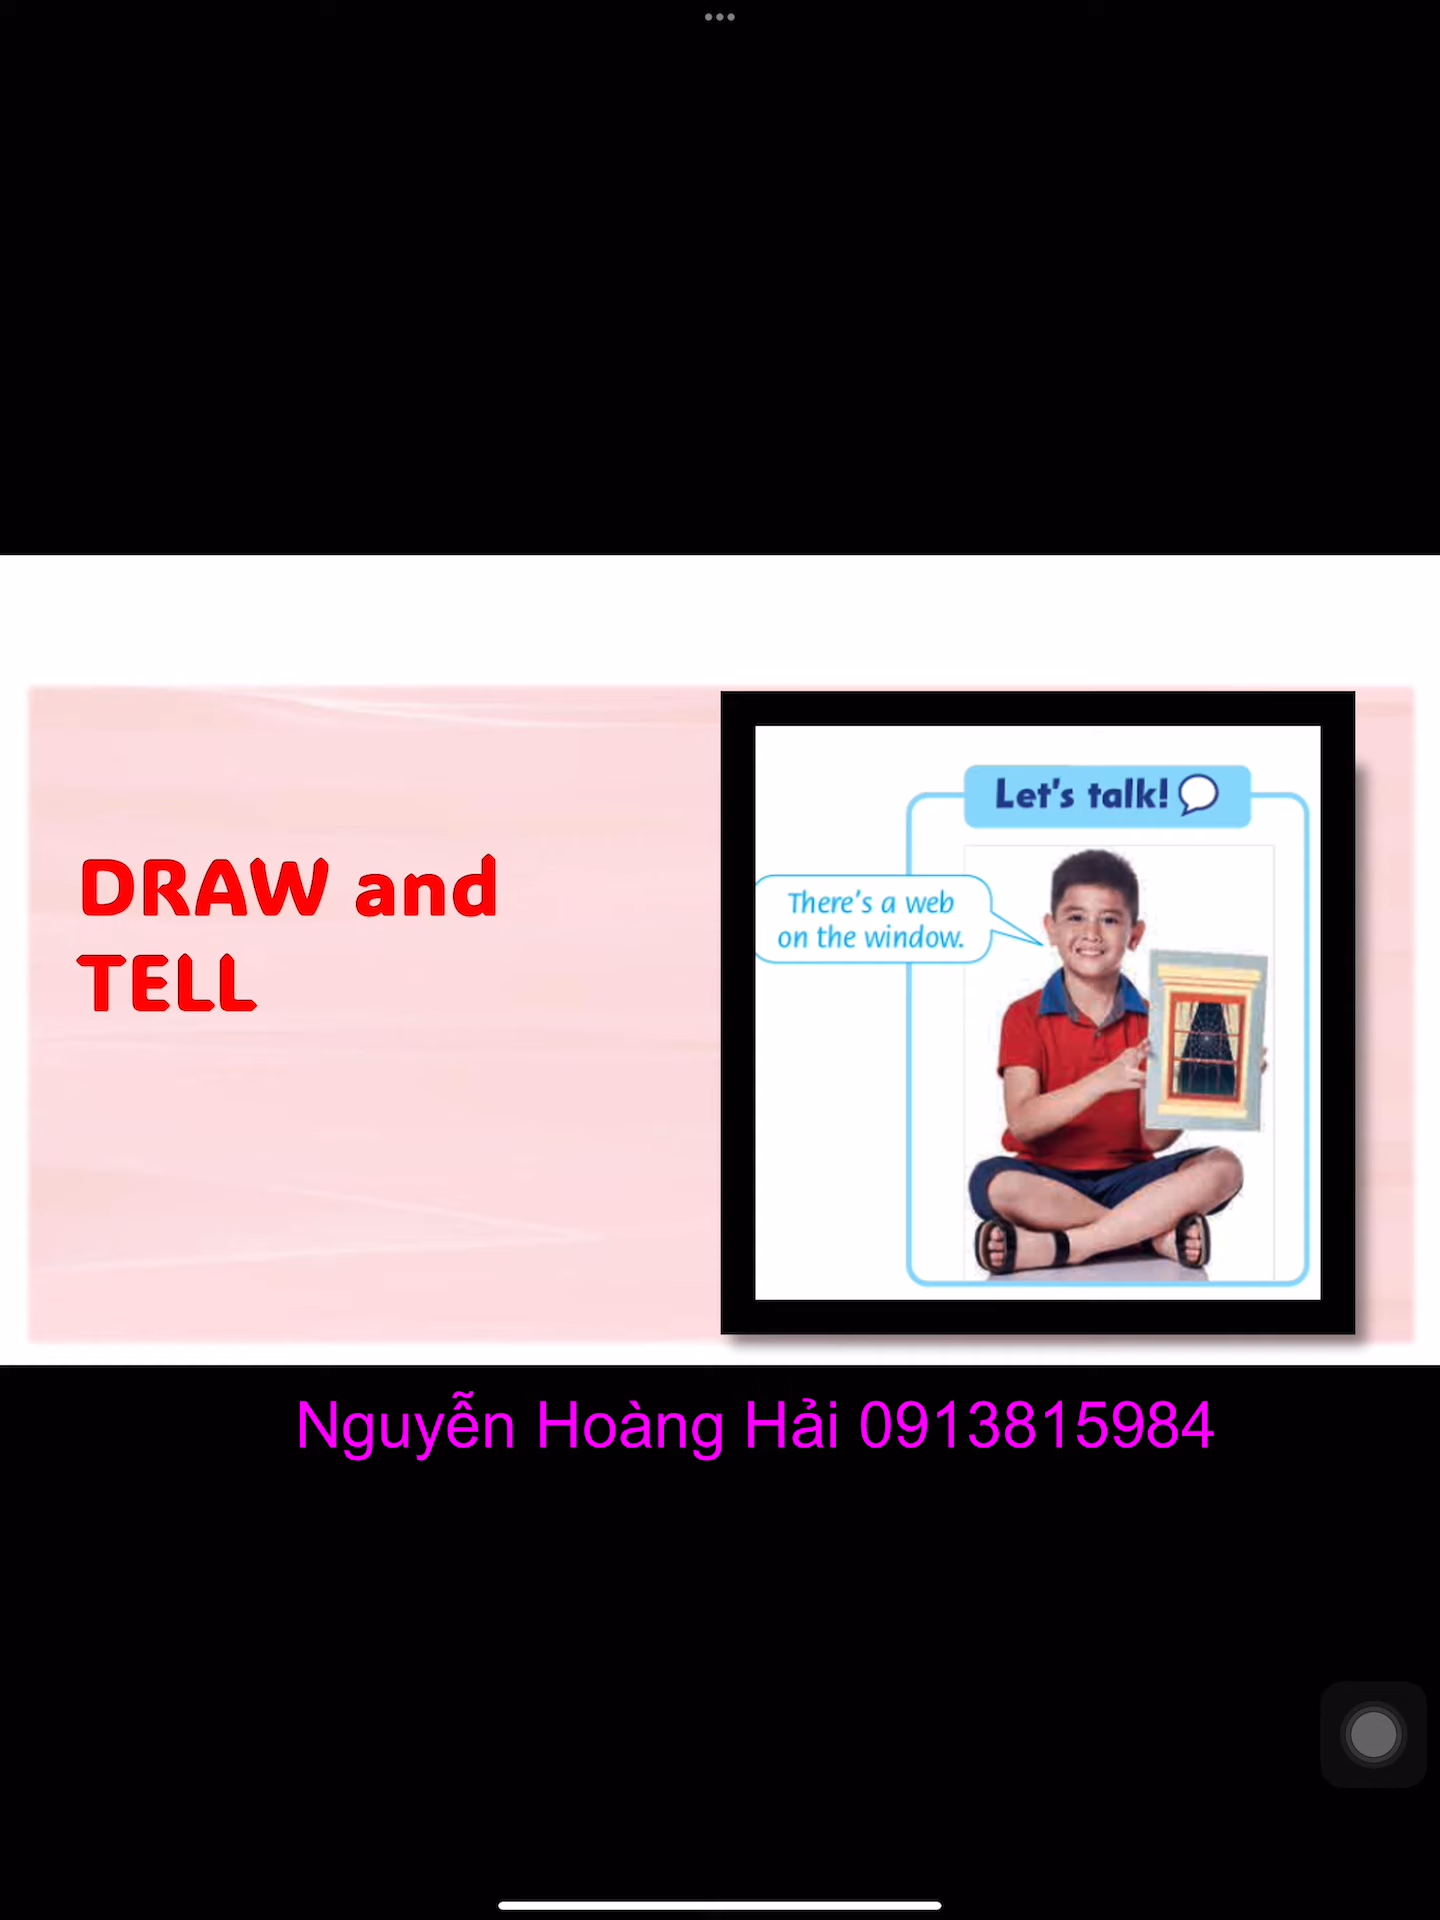 DRAW and
TELL
Let's talk!
There's a web
on the window.
Nguyễn Hoàng Hải 0913815984